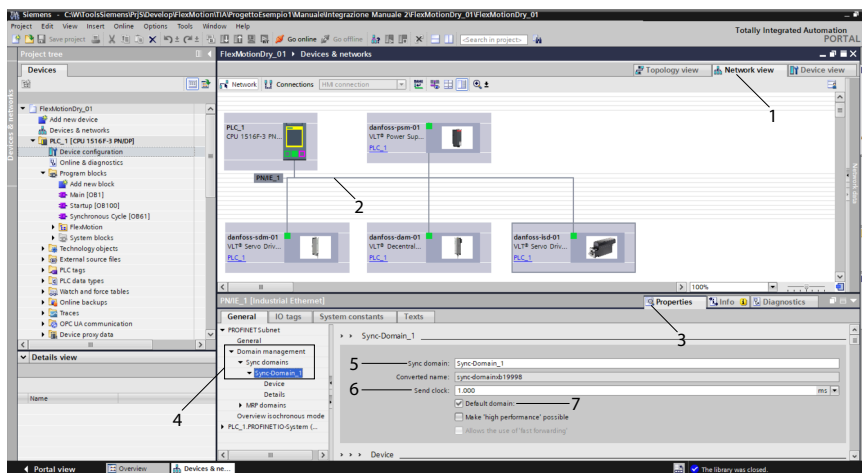 Siemens - C:\WITools\Siemens\Prj5\Develop\FlexMotion\TIA\ProgettoEsempio1\Manuale\Integrazione Manuale 2\FlexMotionDry_01\FlexMotionDry_01
Project Edit View Insert Online Options Tools Window Help
Totally Integrated Automation
PORTAL
Save project Go online Go offline <Search in project>
Project tree
FlexMotionDry_01 ▸ Devices & networks
Devices
Topology view Network view Device view
Network Connections HMI connection
Devices & networks
FlexMotionDry_01
Add new device
Devices & networks
PLC_1 [CPU 1516F-3 PN/DP]
Device configuration
Online & diagnostics
Program blocks
Add new block
Main [OB1]
Startup [OB100]
Synchronous Cycle [OB61]
FlexMotion
System blocks
Technology objects
External source files
PLC tags
PLC data types
Watch and force tables
Online backups
Traces
OPC UA communication
Device proxy data
Details view
Name
1
PLC_1
CPU 1516F-3 PN...
danfoss-psm-01
VLT® Power Sup...
PLC_1
PN/IE_1
2
danfoss-sdm-01
VLT® Servo Driv...
PLC_1
danfoss-dam-01
VLT® Decentral...
PLC_1
danfoss-isd-01
VLT® Servo Driv...
PLC_1
Network data
100%
PN/IE_1 [Industrial Ethernet]
Properties Info Diagnostics
3
General IO tags System constants Texts
PROFINET Subnet
General
Domain management
Sync domains
Sync-Domain_1
Device
Details
MRP domains
Overview isochronous mode
PLC_1.PROFINET IO-System (...
4
Sync-Domain_1
5
Sync domain: Sync-Domain_1
Converted name: sync-domainxb19998
6
Send clock: 1.000 ms
Default domain
7
Make 'high performance' possible
Allows the use of 'fast forwarding'
Device
Portal view Overview Devices & ne...
The library was closed.